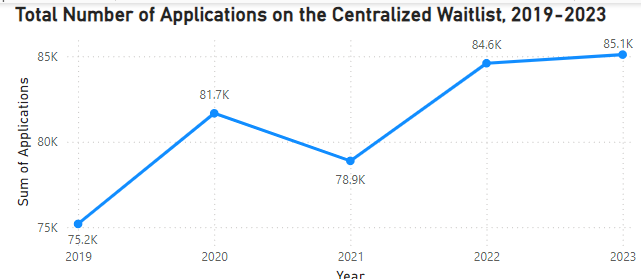 Total Number of Applications on the Centralized Waitlist, 2019-2023
Sum of Applications
85K
80K
75K
75.2K
81.7K
78.9K
84.6K
85.1K
2019
2020
2021
2022
2023
Year